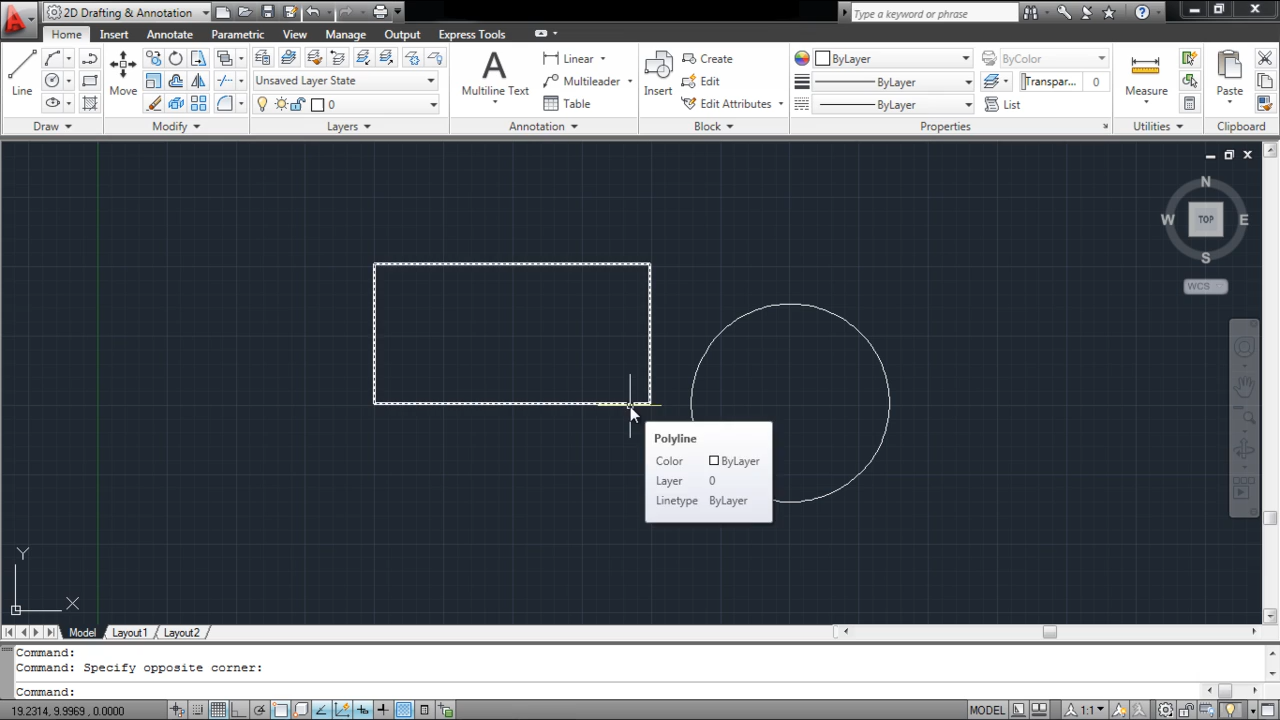 2D Drafting & Annotation
Type a keyword or phrase
Home Insert Annotate Parametric View Manage Output Express Tools
Line
Move
Unsaved Layer State
0
Multiline Text
Linear
Multileader
Table
Insert
Create
Edit
Edit Attributes
ByLayer
ByLayer
ByLayer
ByColor
Transpar... 0
List
Measure
Paste
Draw Modify Layers Annotation Block Properties Utilities Clipboard
N
W TOP E
S
WCS
Polyline
Color ByLayer
Layer 0
Linetype ByLayer
Y
X
Model Layout1 Layout2
Command:
Command: Specify opposite corner:
Command:
19.2314, 9.9969 , 0.0000
MODEL 1:1